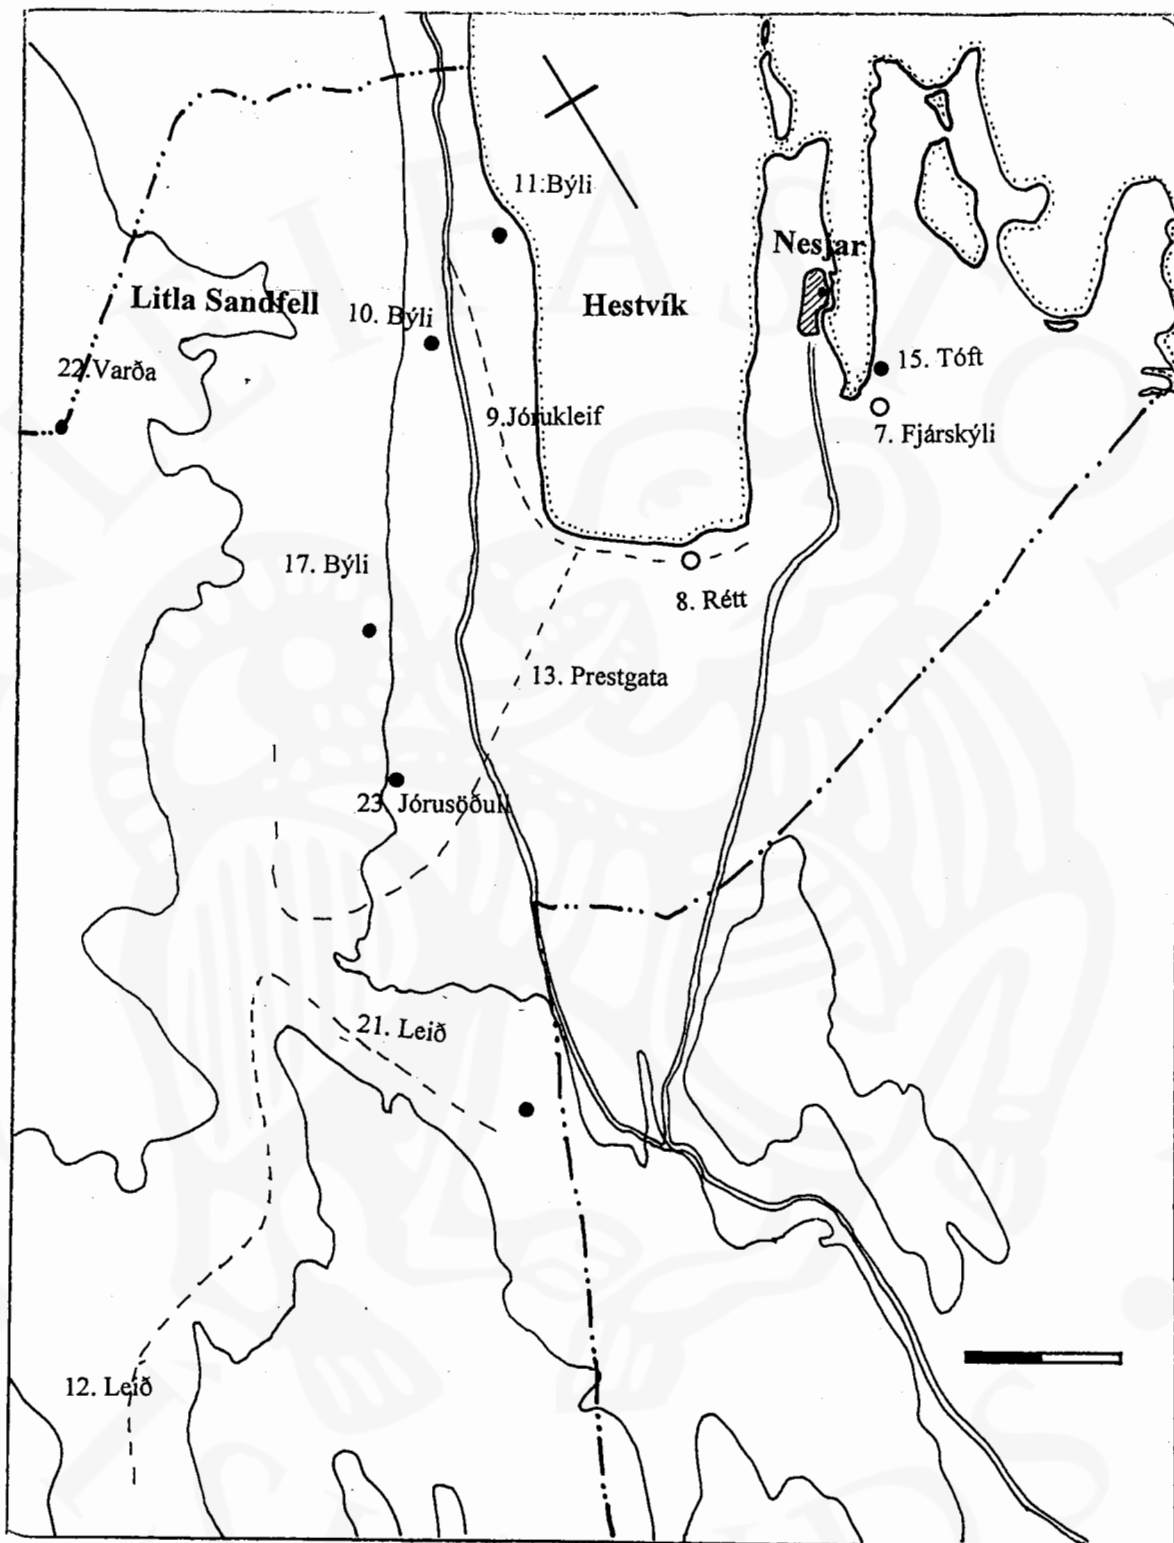 11.Býli
Nesjar
Litla Sandfell
10. Býli
Hestvík
22.Varða
15. Tóft
9.Jórukleif
7. Fjárskýli
17. Býli
8. Rétt
13. Prestgata
23 Jórusöðull
21. Leið
12. Leið